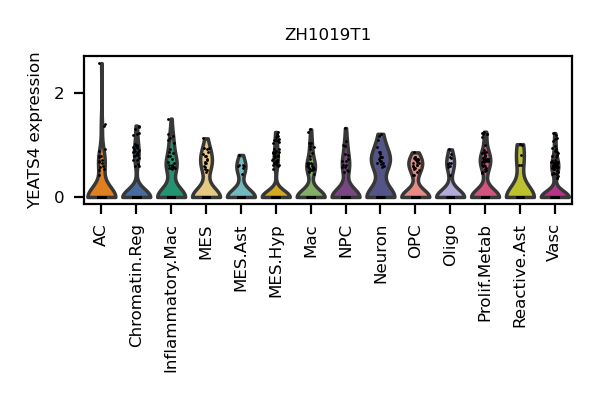 ZH1019T1
YEATS4 expression
2
0
AC
Chromatin.Reg
Inflammatory.Mac
MES
MES.Ast
MES.Hyp
Mac
NPC
Neuron
OPC
Oligo
Prolif.Metab
Reactive.Ast
Vasc